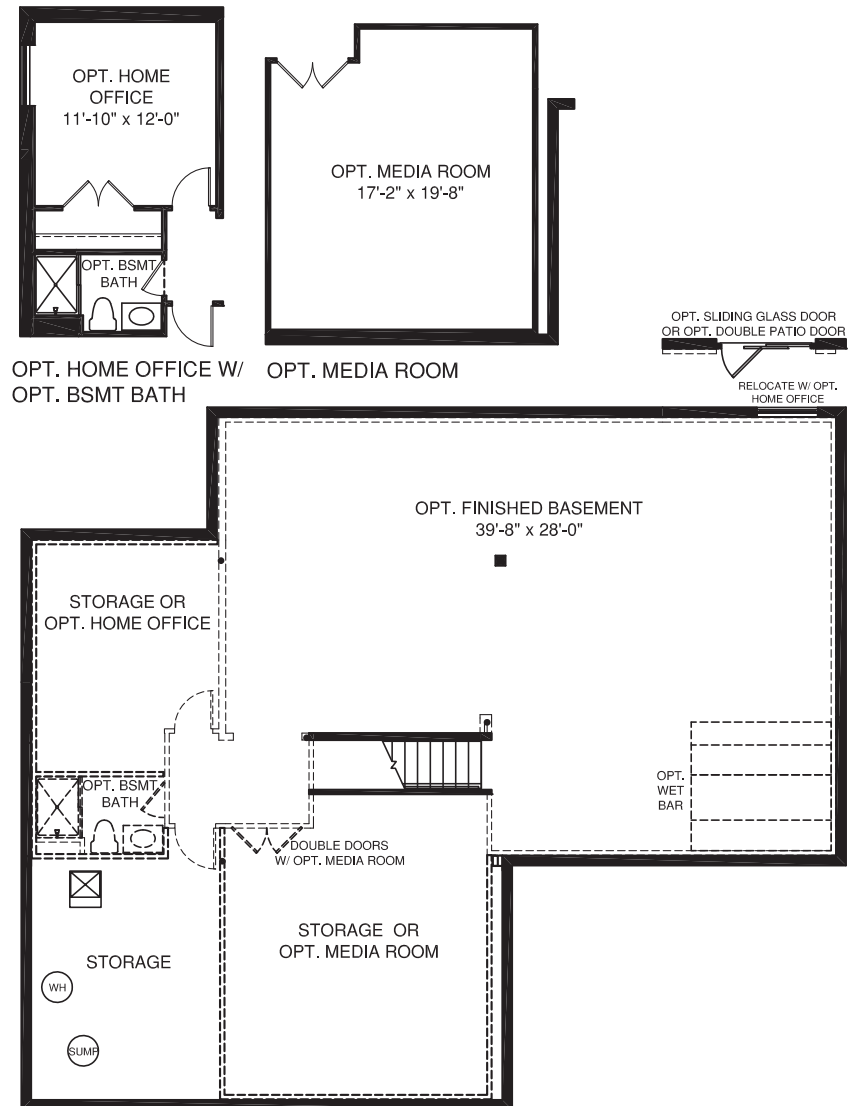 OPT. HOME
OFFICE
11'-10" x 12'-0"
OPT. BSMT
BATH
OPT. MEDIA ROOM
17'-2" x 19'-8"
OPT. HOME OFFICE W/
OPT. BSMT BATH
OPT. MEDIA ROOM
OPT. SLIDING GLASS DOOR
OR OPT. DOUBLE PATIO DOOR
RELOCATE W/ OPT.
HOME OFFICE
OPT. FINISHED BASEMENT
39'-8" x 28'-0"
STORAGE OR
OPT. HOME OFFICE
OPT. BSMT
BATH
OPT.
WET
BAR
DOUBLE DOORS
W/ OPT. MEDIA ROOM
STORAGE OR
OPT. MEDIA ROOM
STORAGE
WH
SUMP